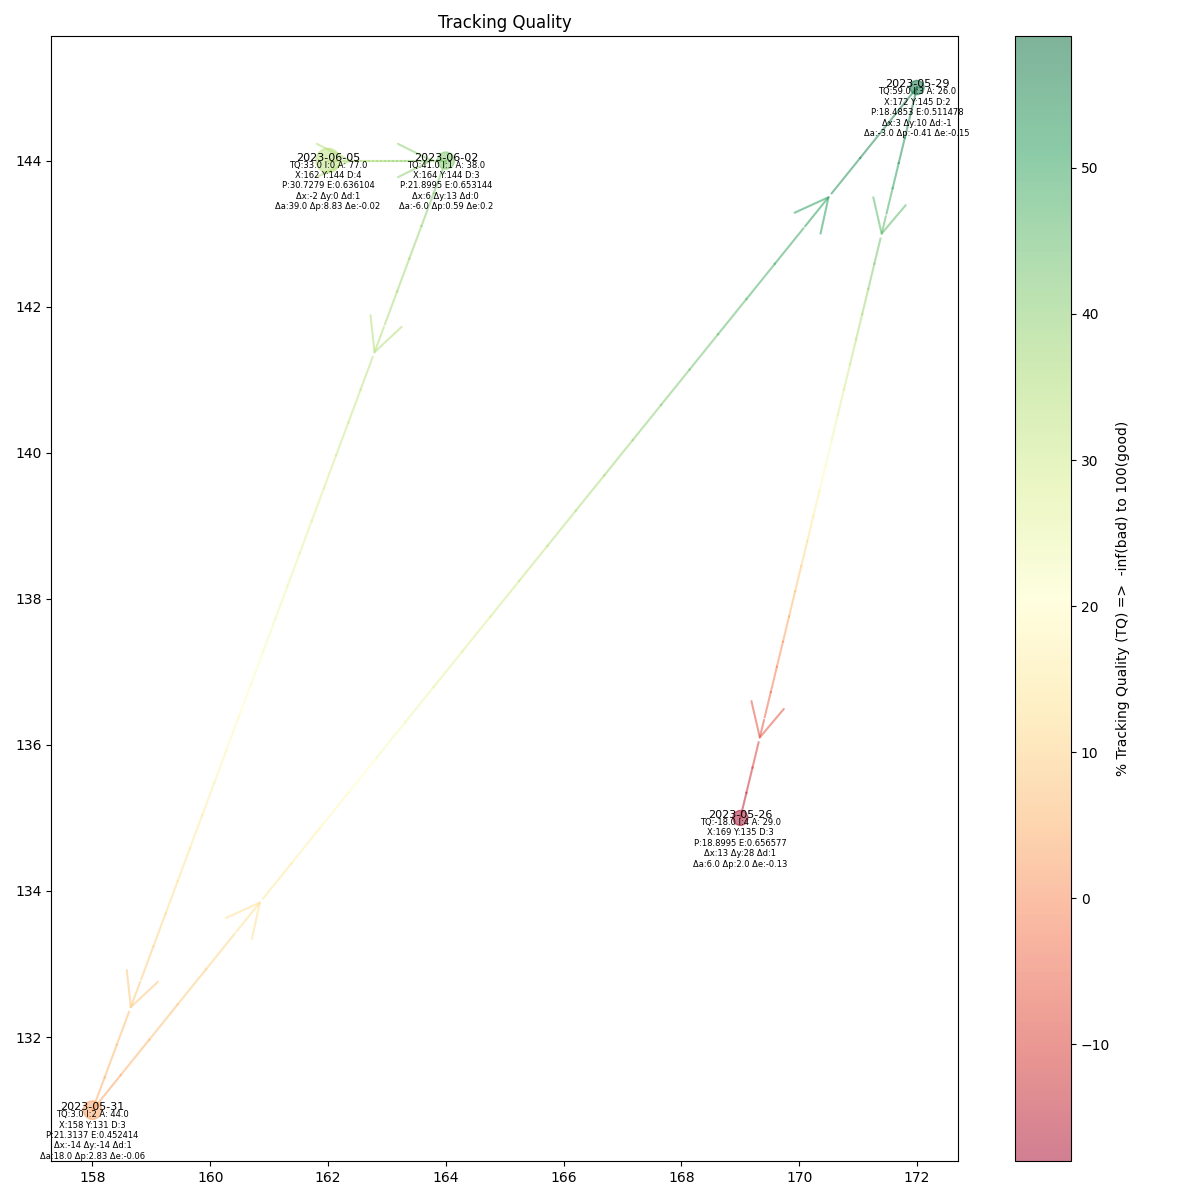 Tracking Quality
2023-05-29
TQ:59.0 I:3 A: 26.0
X:172 Y:145 D:2
P:18.4853 E:0.511478
Δx:3 Δy:10 Δd:-1
Δa:-3.0 Δp:-0.41 Δe:-0.15
2023-06-05
TQ:33.0 I:0 A: 77.0
X:162 Y:144 D:4
P:30.7279 E:0.636104
Δx:-2 Δy:0 Δd:1
Δa:39.0 Δp:8.83 Δe:-0.02
2023-06-02
TQ:41.0 I:1 A: 38.0
X:164 Y:144 D:3
P:21.8995 E:0.653144
Δx:6 Δy:13 Δd:0
Δa:-6.0 Δp:0.59 Δe:0.2
2023-05-26
TQ:-18.0 I:4 A: 29.0
X:169 Y:135 D:3
P:18.8995 E:0.656577
Δx:13 Δy:28 Δd:1
Δa:6.0 Δp:2.0 Δe:-0.13
2023-05-31
TQ:3.0 I:2 A: 44.0
X:158 Y:131 D:3
P:21.3137 E:0.452414
Δx:-14 Δy:-14 Δd:1
Δa:18.0 Δp:2.83 Δe:-0.06
144
142
140
138
136
134
132
158
160
162
164
166
168
170
172
50
40
30
20
10
0
−10
% Tracking Quality (TQ) => -inf(bad) to 100(good)